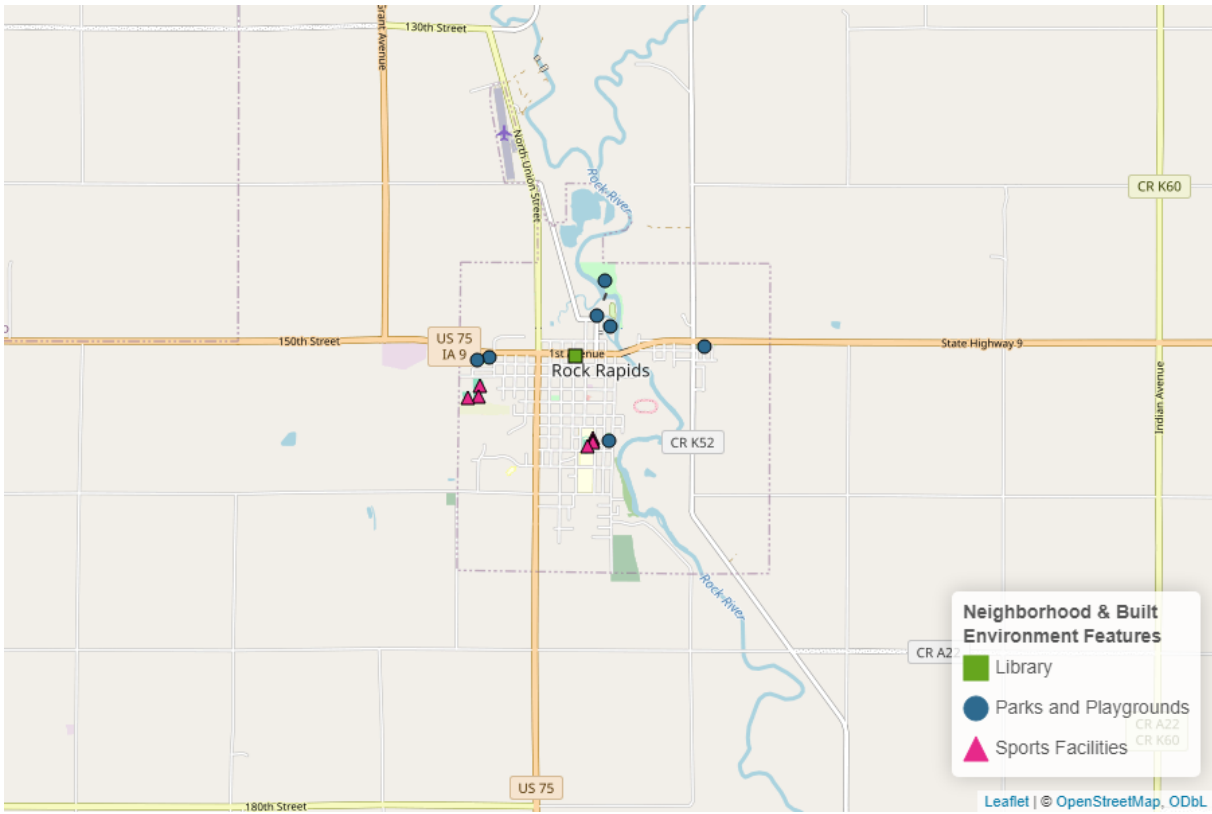 130th Street
Grant Avenue
North Union Street
Rock River
CR K60
150th Street
US 75
IA 9
1st Avenue
State Highway 9
Rock Rapids
Indian Avenue
CR K52
Rock River
CR A22
Neighborhood & Built
Environment Features
Library
Parks and Playgrounds
CR A22
CR K60
Sports Facilities
US 75
180th Street
Leaflet | © OpenStreetMap, ODbL